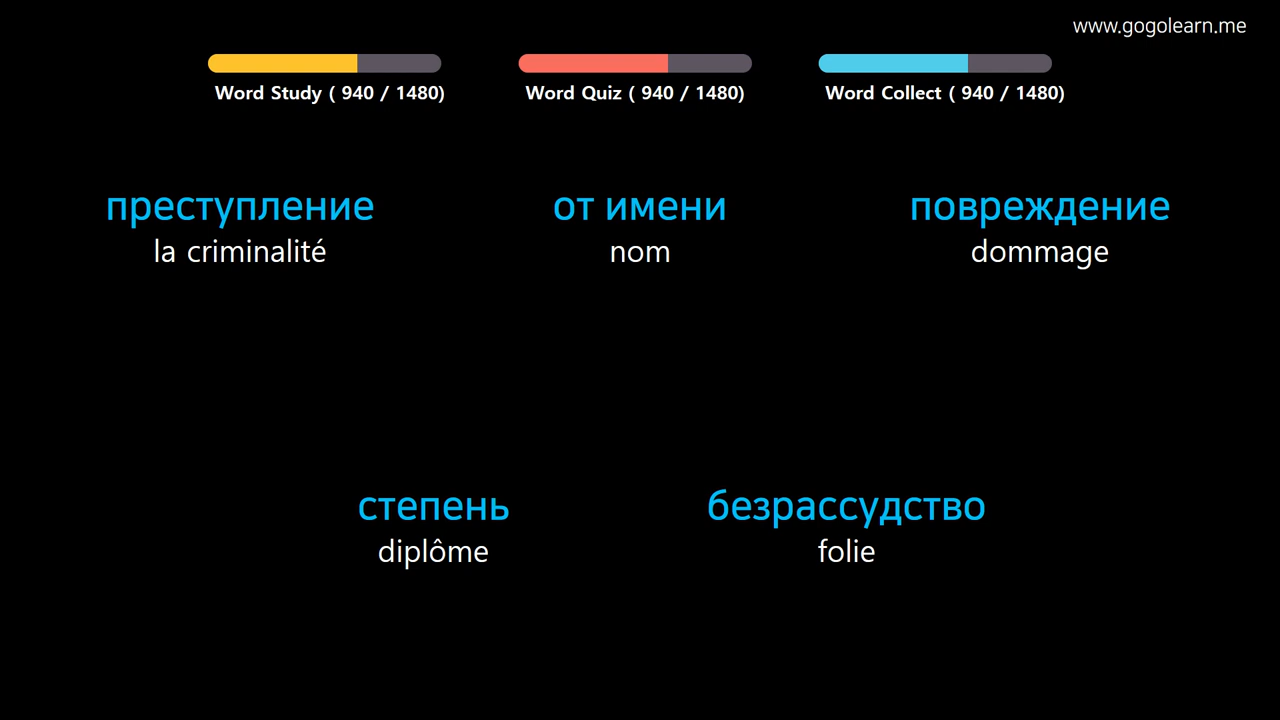 www.gogolearn.me
Word Study ( 940 / 1480)
Word Quiz ( 940 / 1480)
Word Collect ( 940 / 1480)
преступление
la criminalité
от имени
nom
повреждение
dommage
степень
diplôme
безрассудство
folie